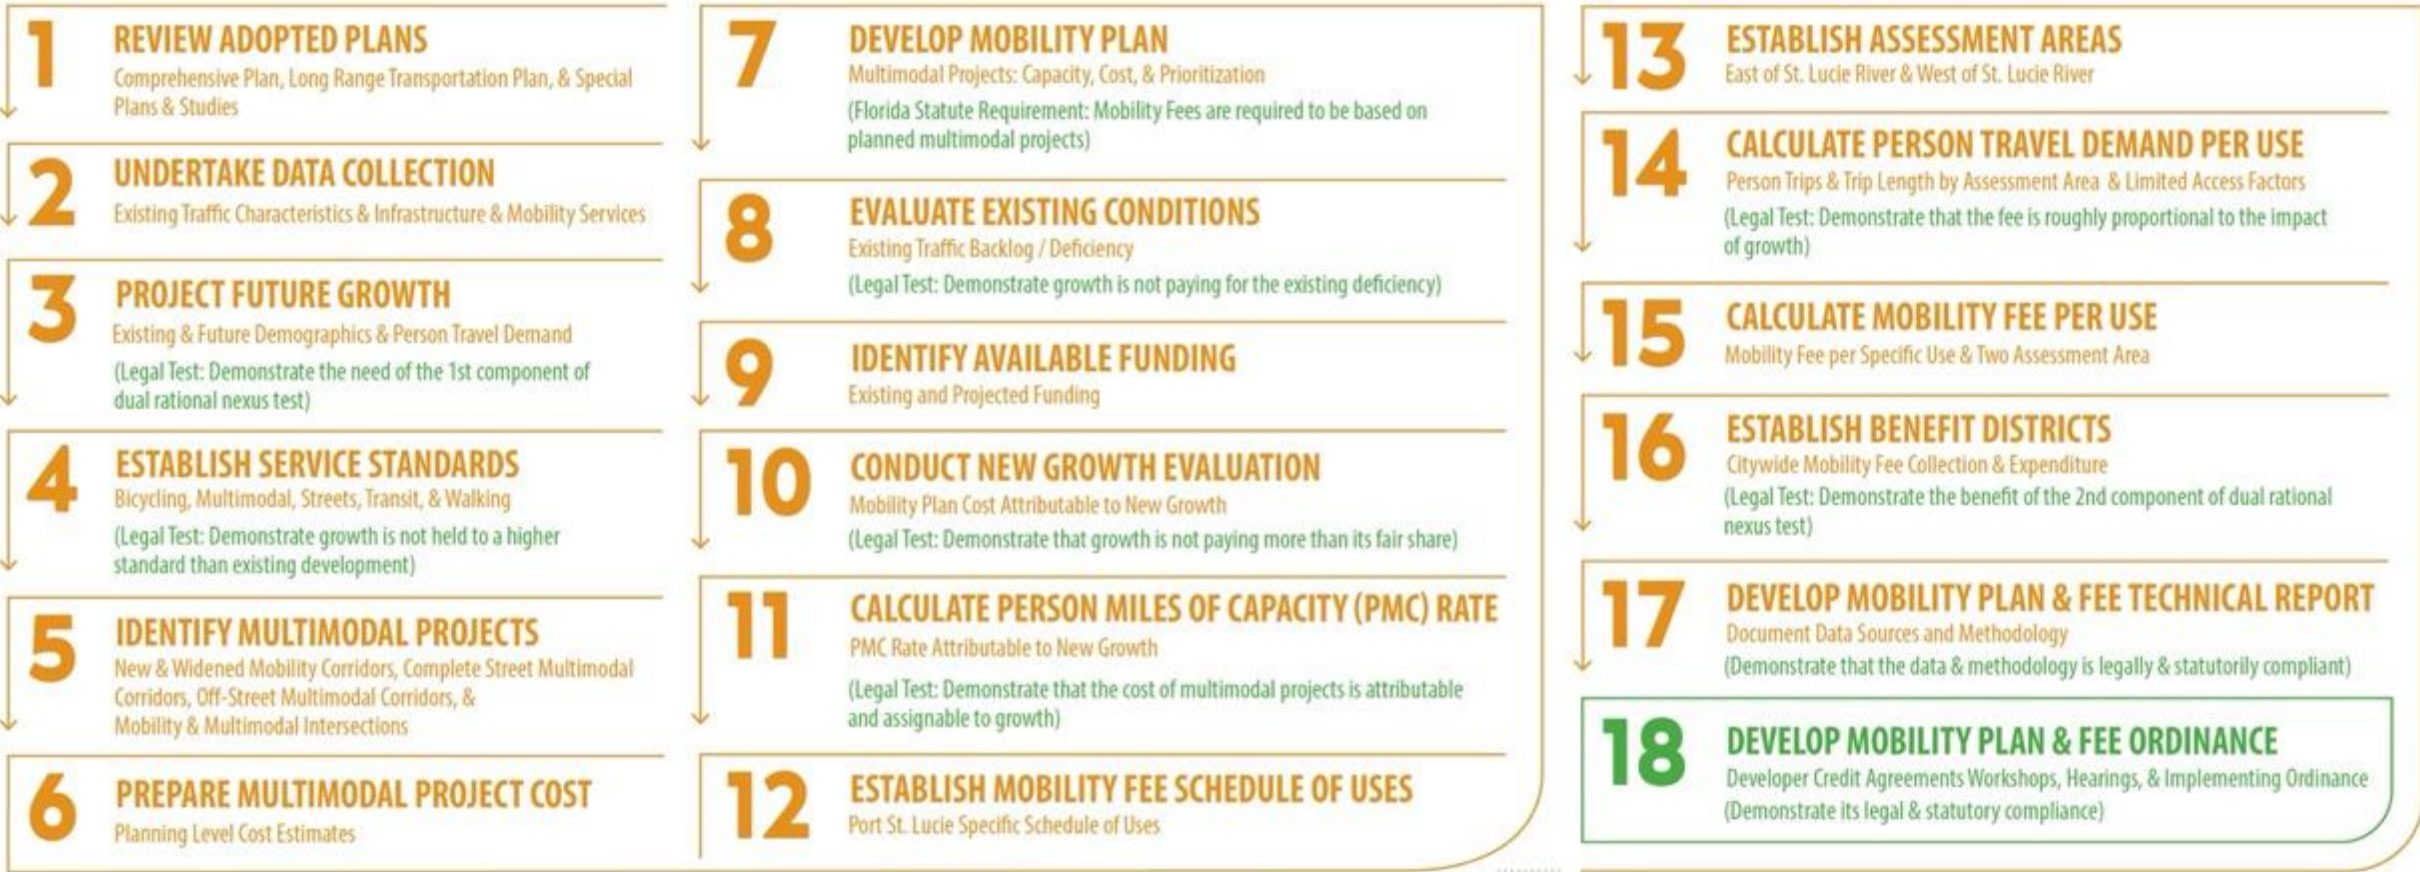 1
REVIEW ADOPTED PLANS
Comprehensive Plan, Long Range Transportation Plan, & Special
Plans & Studies
2
UNDERTAKE DATA COLLECTION
Existing Traffic Characteristics & Infrastructure & Mobility Services
3
PROJECT FUTURE GROWTH
Existing & Future Demographics & Person Travel Demand
(Legal Test: Demonstrate the need of the 1st component of
dual rational nexus test)
4
ESTABLISH SERVICE STANDARDS
Bicycling, Multimodal, Streets, Transit, & Walking
(Legal Test: Demonstrate growth is not held to a higher
standard than existing development)
5
IDENTIFY MULTIMODAL PROJECTS
New & Widened Mobility Corridors, Complete Street Multimodal
Corridors, Off-Street Multimodal Corridors, &
Mobility & Multimodal Intersections
6
PREPARE MULTIMODAL PROJECT COST
Planning Level Cost Estimates
7
DEVELOP MOBILITY PLAN
Multimodal Projects: Capacity, Cost, & Prioritization
(Florida Statute Requirement: Mobility Fees are required to be based on
planned multimodal projects)
8
EVALUATE EXISTING CONDITIONS
Existing Traffic Backlog / Deficiency
(Legal Test: Demonstrate growth is not paying for the existing deficiency)
9
IDENTIFY AVAILABLE FUNDING
Existing and Projected Funding
10
CONDUCT NEW GROWTH EVALUATION
Mobility Plan Cost Attributable to New Growth
(Legal Test: Demonstrate that growth is not paying more than its fair share)
11
CALCULATE PERSON MILES OF CAPACITY (PMC) RATE
PMC Rate Attributable to New Growth
(Legal Test: Demonstrate that the cost of multimodal projects is attributable
and assignable to growth)
12
ESTABLISH MOBILITY FEE SCHEDULE OF USES
Port St. Lucie Specific Schedule of Uses
13
ESTABLISH ASSESSMENT AREAS
East of St. Lucie River & West of St. Lucie River
14
CALCULATE PERSON TRAVEL DEMAND PER USE
Person Trips & Trip Length by Assessment Area & Limited Access Factors
(Legal Test: Demonstrate that the fee is roughly proportional to the impact
of growth)
15
CALCULATE MOBILITY FEE PER USE
Mobility Fee per Specific Use & Two Assessment Area
16
ESTABLISH BENEFIT DISTRICTS
Citywide Mobility Fee Collection & Expenditure
(Legal Test: Demonstrate the benefit of the 2nd component of dual rational
nexus test)
17
DEVELOP MOBILITY PLAN & FEE TECHNICAL REPORT
Document Data Sources and Methodology
(Demonstrate that the data & methodology is legally & statutorily compliant)
18
DEVELOP MOBILITY PLAN & FEE ORDINANCE
Developer Credit Agreements Workshops, Hearings, & Implementing Ordinance
(Demonstrate its legal & statutory compliance)